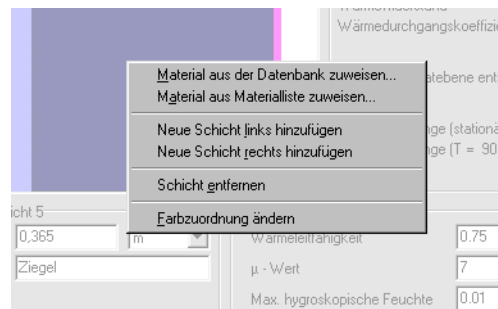 Wärmedurchgangskoeffizie
Material aus der Datenbank zuweisen...
Material aus Materialliste zuweisen...
Neue Schicht links hinzufügen
Neue Schicht rechts hinzufügen
Schicht entfernen
Farbzuordnung ändern
tebene ent
nge (stationä
nge (T = 90
icht 5
0,365 m
Ziegel
Wärmeleitfähigkeit 0.75
µ - Wert 7
Max. hygroskopische Feuchte 0.01